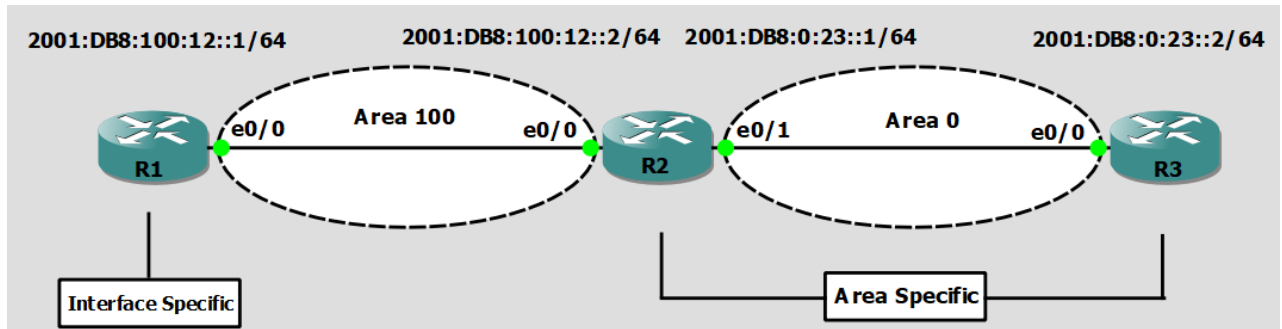 2001:DB8:100:12::1/64
2001:DB8:100:12::2/64
2001:DB8:0:23::1/64
2001:DB8:0:23::2/64
Area 100
Area 0
e0/0
e0/0
e0/1
e0/0
R1
R2
R3
Interface Specific
Area Specific